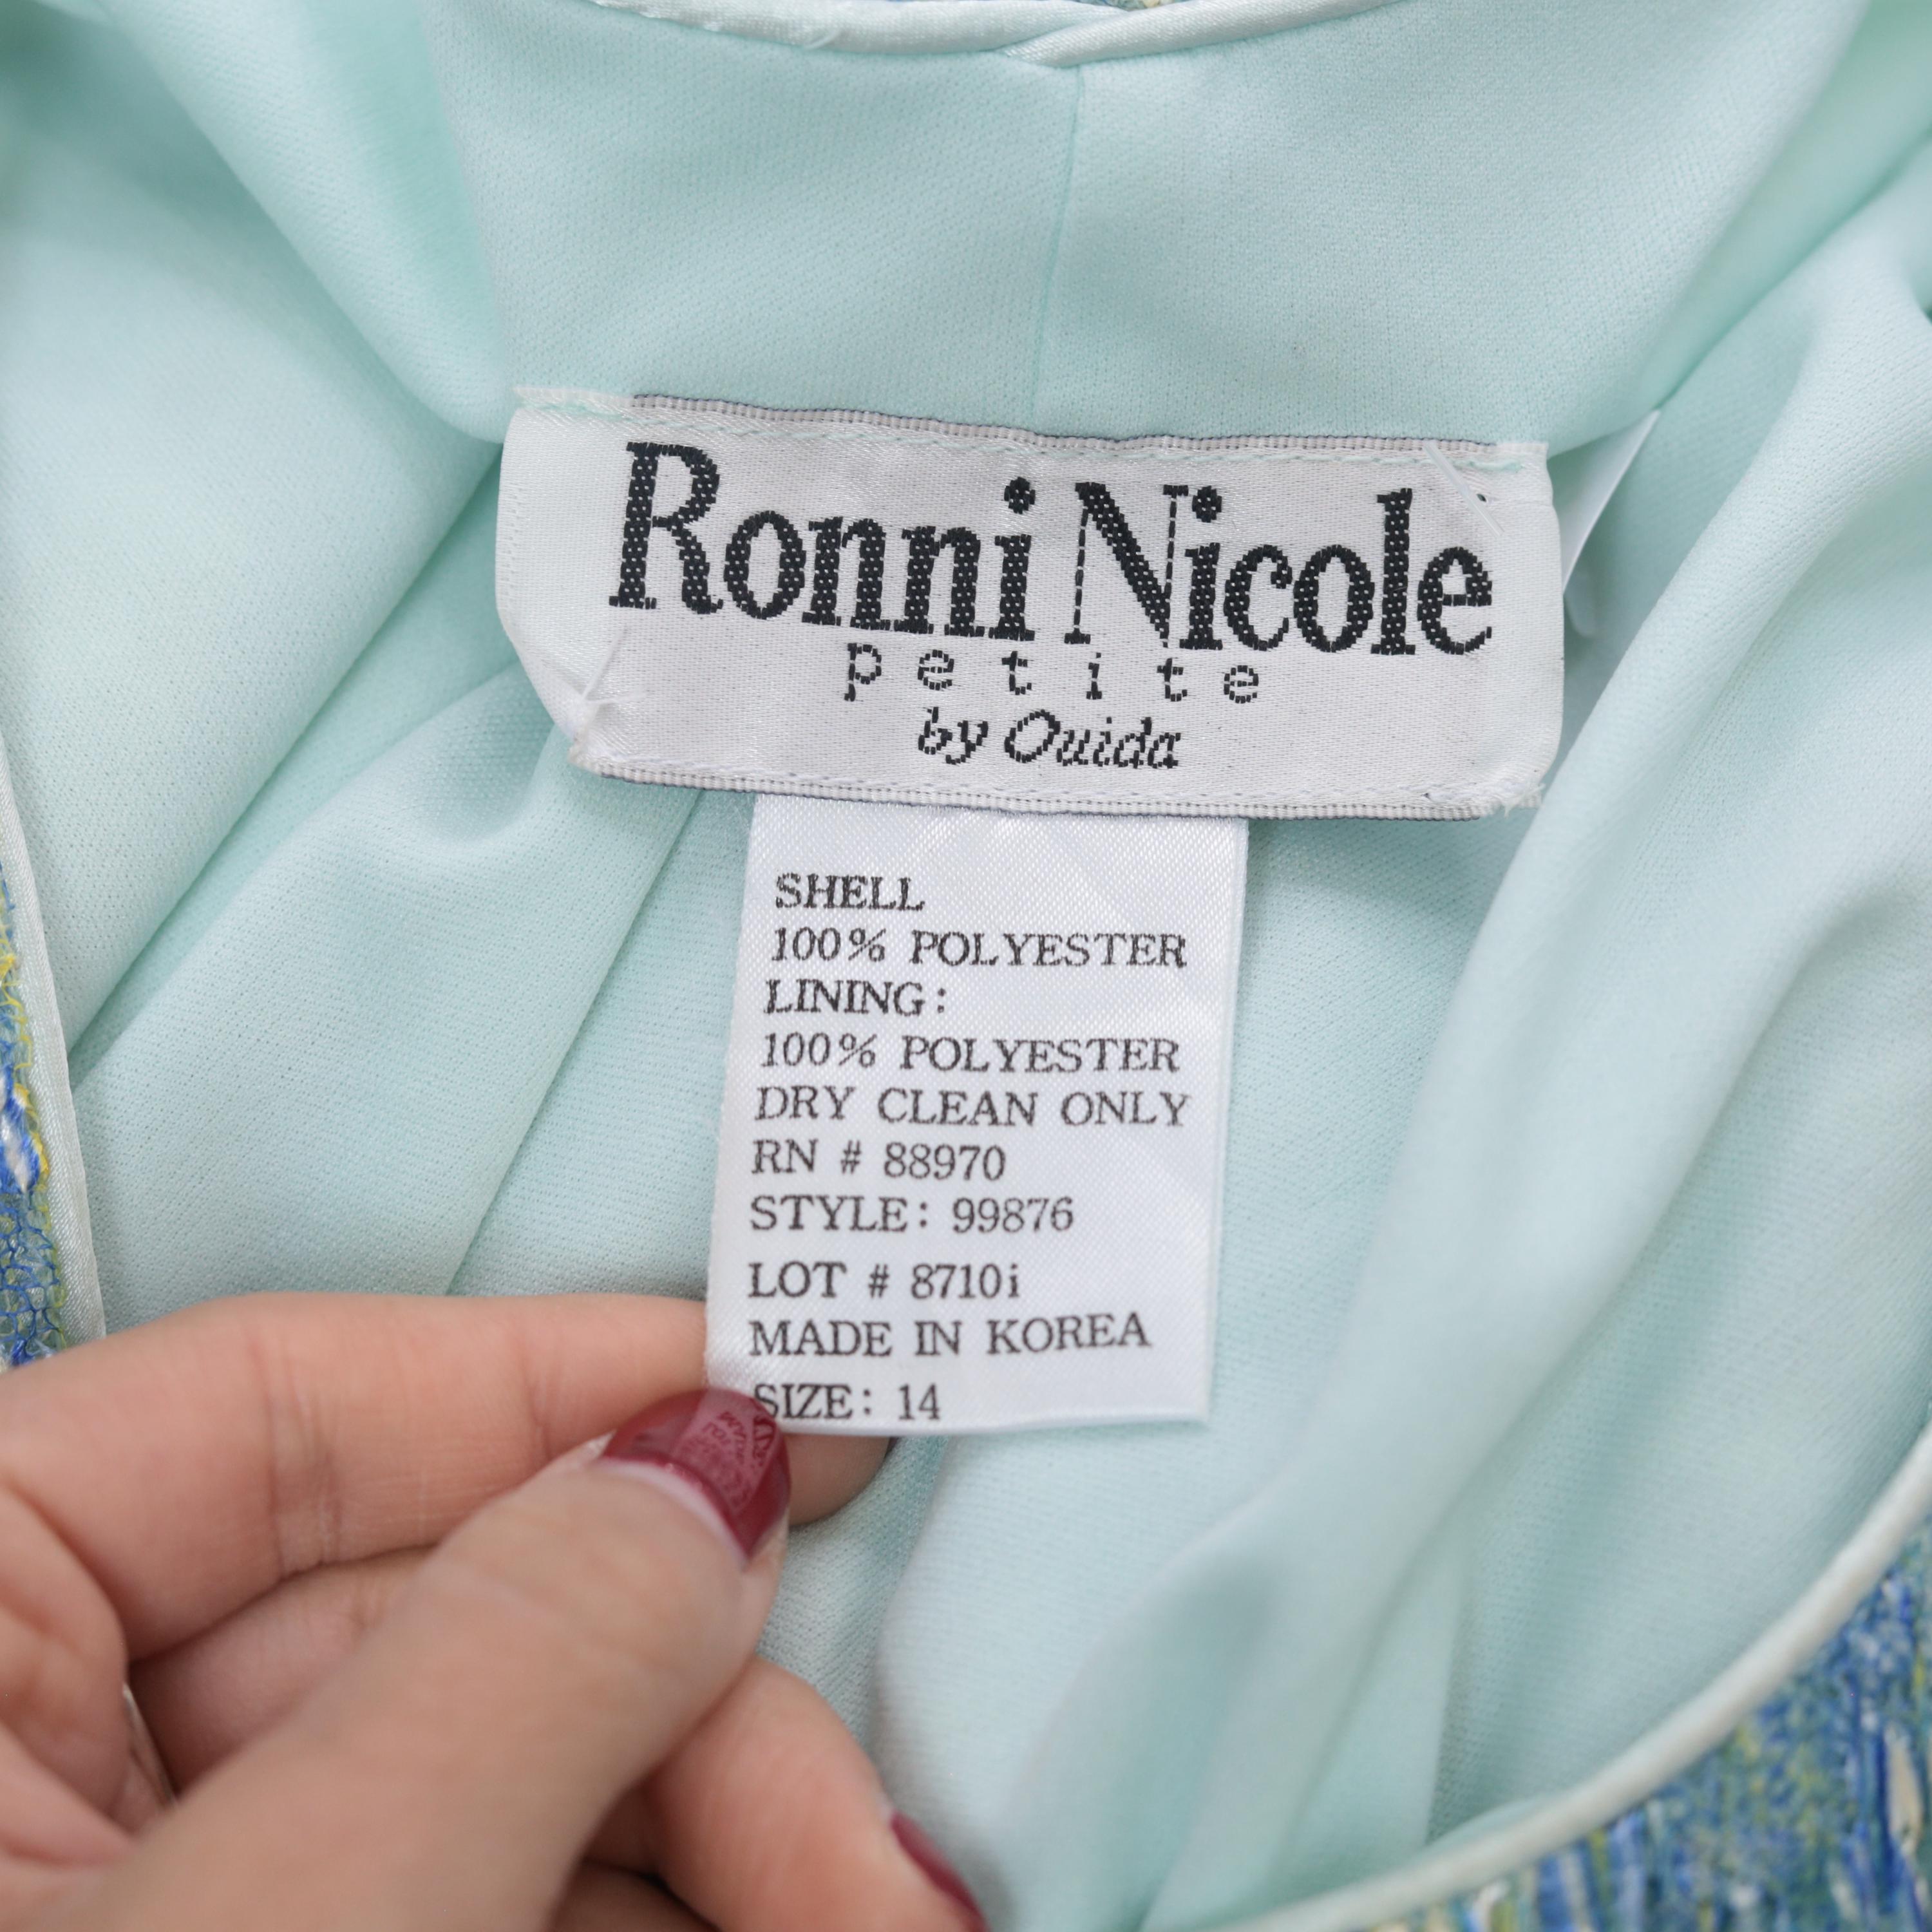 Ronni Nicole
petite
by Ouida
SHELL
100% POLYESTER
LINING:
100% POLYESTER
DRY CLEAN ONLY
RN # 88970
STYLE: 99876
LOT # 8710i
MADE IN KOREA
SIZE: 14